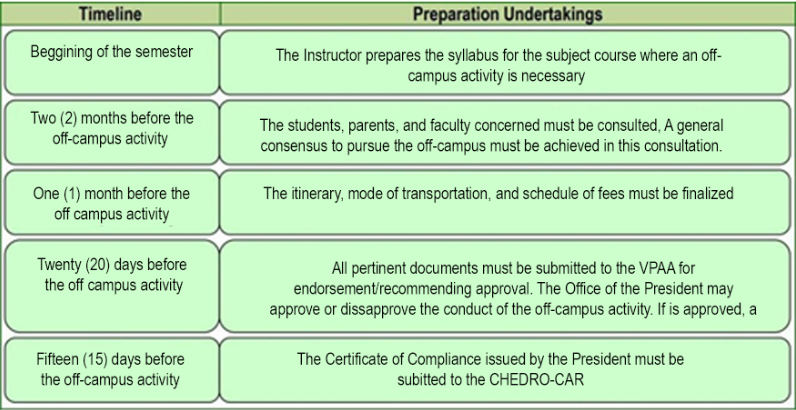 Timeline
Preparation Undertakings
Beggining of the semester
The Instructor prepares the syllabus for the subject course where an off-
campus activity is necessary
Two (2) months before the
off-campus activity
The students, parents, and faculty concerned must be consulted, A general
consensus to pursue the off-campus must be achieved in this consultation.
One (1) month before the
off campus activity
The itinerary, mode of transportation, and schedule of fees must be finalized
Twenty (20) days before
the off campus activity
All pertinent documents must be submitted to the VPAA for
endorsement/recommending approval. The Office of the President may
approve or dissapprove the conduct of the off-campus activity. If is approved, a
Fifteen (15) days before
the off-campus activity
The Certificate of Compliance issued by the President must be
subitted to the CHEDRO-CAR